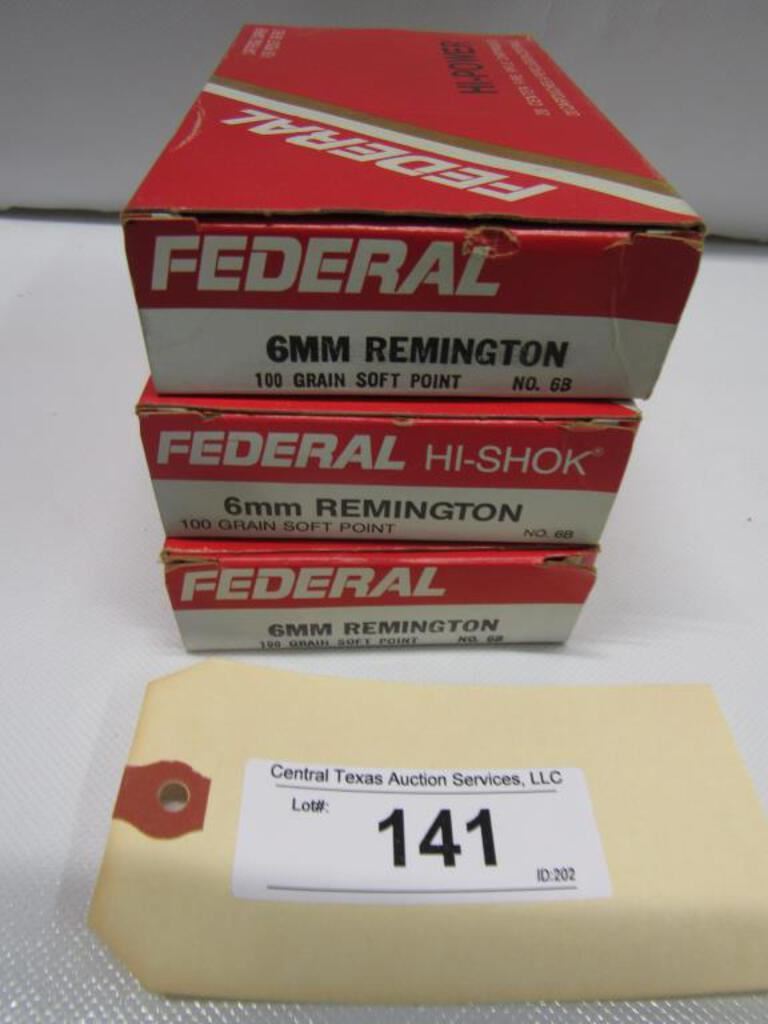 HI-POWER
FEDERAL
FEDERAL
6MM REMINGTON
100 GRAIN SOFT POINT NO. 6B
FEDERAL HI-SHOK®
6mm REMINGTON
100 GRAIN SOFT POINT NO. 6B
FEDERAL
6MM REMINGTON
100 GRAIN SOFT POINT NO. 6B
Central Texas Auction Services, LLC
Lot#:
141
ID:202